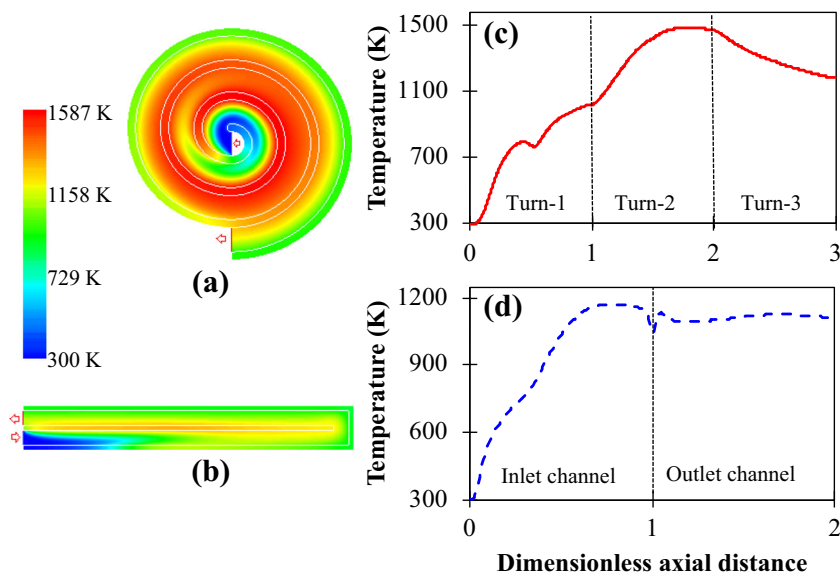 1587 K
1158 K
729 K
300 K
(a)
(b)
(c)
Temperature (K)
1500
1100
700
300
Turn-1
Turn-2
Turn-3
0
1
2
3
(d)
Temperature (K)
1200
900
600
300
Inlet channel
Outlet channel
0
1
2
Dimensionless axial distance